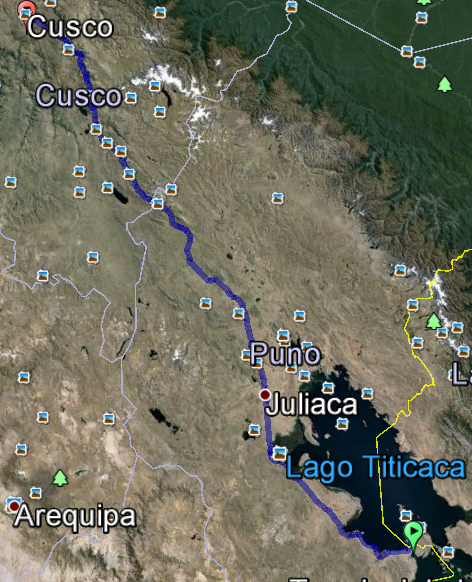 Cusco
Cusco
Puno
Juliaca
Lago Titicaca
Arequipa